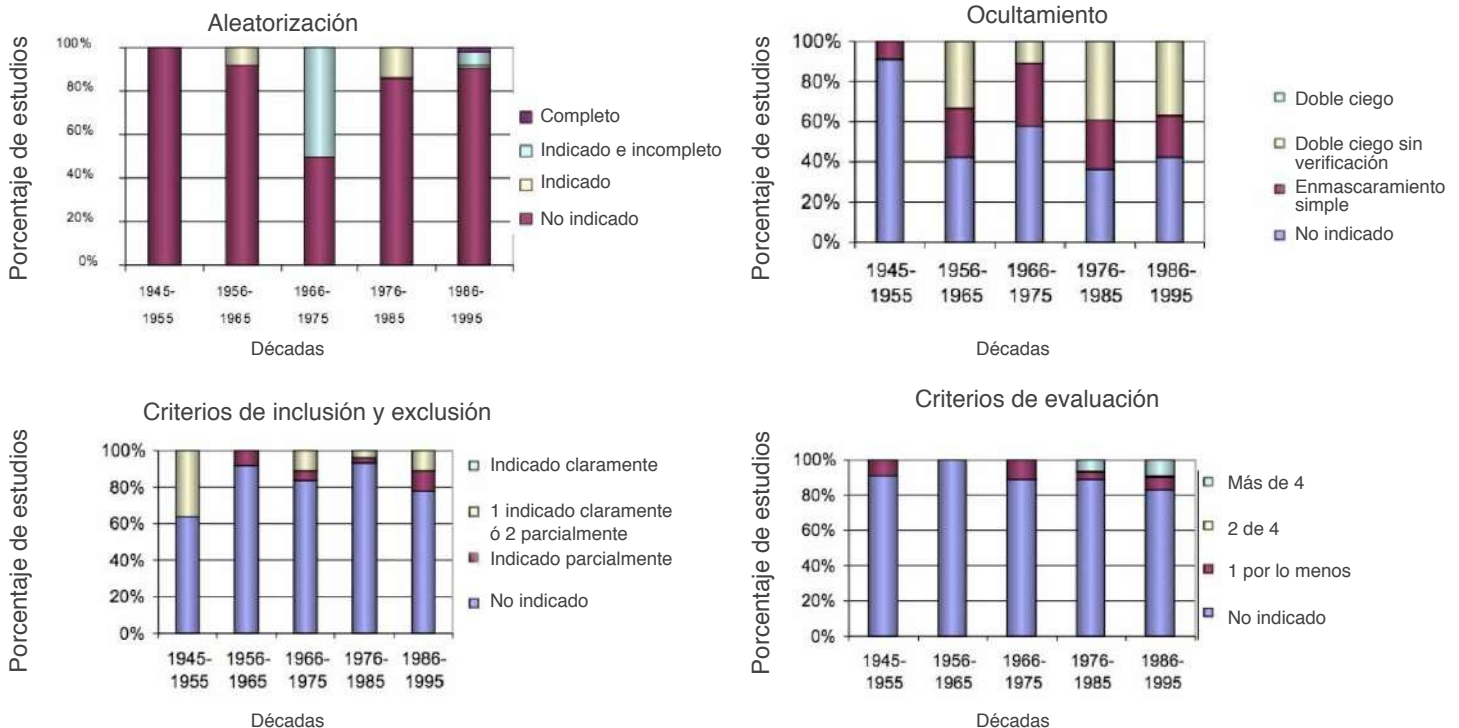 Aleatorización
Porcentaje de estudios
100%
80%
60%
40%
20%
0%
1945- 1956- 1966- 1976- 1986-
1955 1965 1975 1985 1995
Décadas
Completo
Indicado e incompleto
Indicado
No indicado
Ocultamiento
Porcentaje de estudios
100%
80%
60%
40%
20%
0%
1945- 1956- 1966- 1976- 1986-
1955 1965 1975 1985 1995
Décadas
Doble ciego
Doble ciego sin
verificación
Enmascaramiento
simple
No indicado
Criterios de inclusión y exclusión
Porcentaje de estudios
100%
80%
60%
40%
20%
0%
1945- 1956- 1966- 1976- 1986-
1955 1965 1975 1985 1995
Décadas
Indicado claramente
1 indicado claramente
ó 2 parcialmente
Indicado parcialmente
No indicado
Criterios de evaluación
Porcentaje de estudios
100%
80%
60%
40%
20%
0%
1945- 1956- 1966- 1976- 1986-
1955 1965 1975 1985 1995
Décadas
Más de 4
2 de 4
1 por lo menos
No indicado